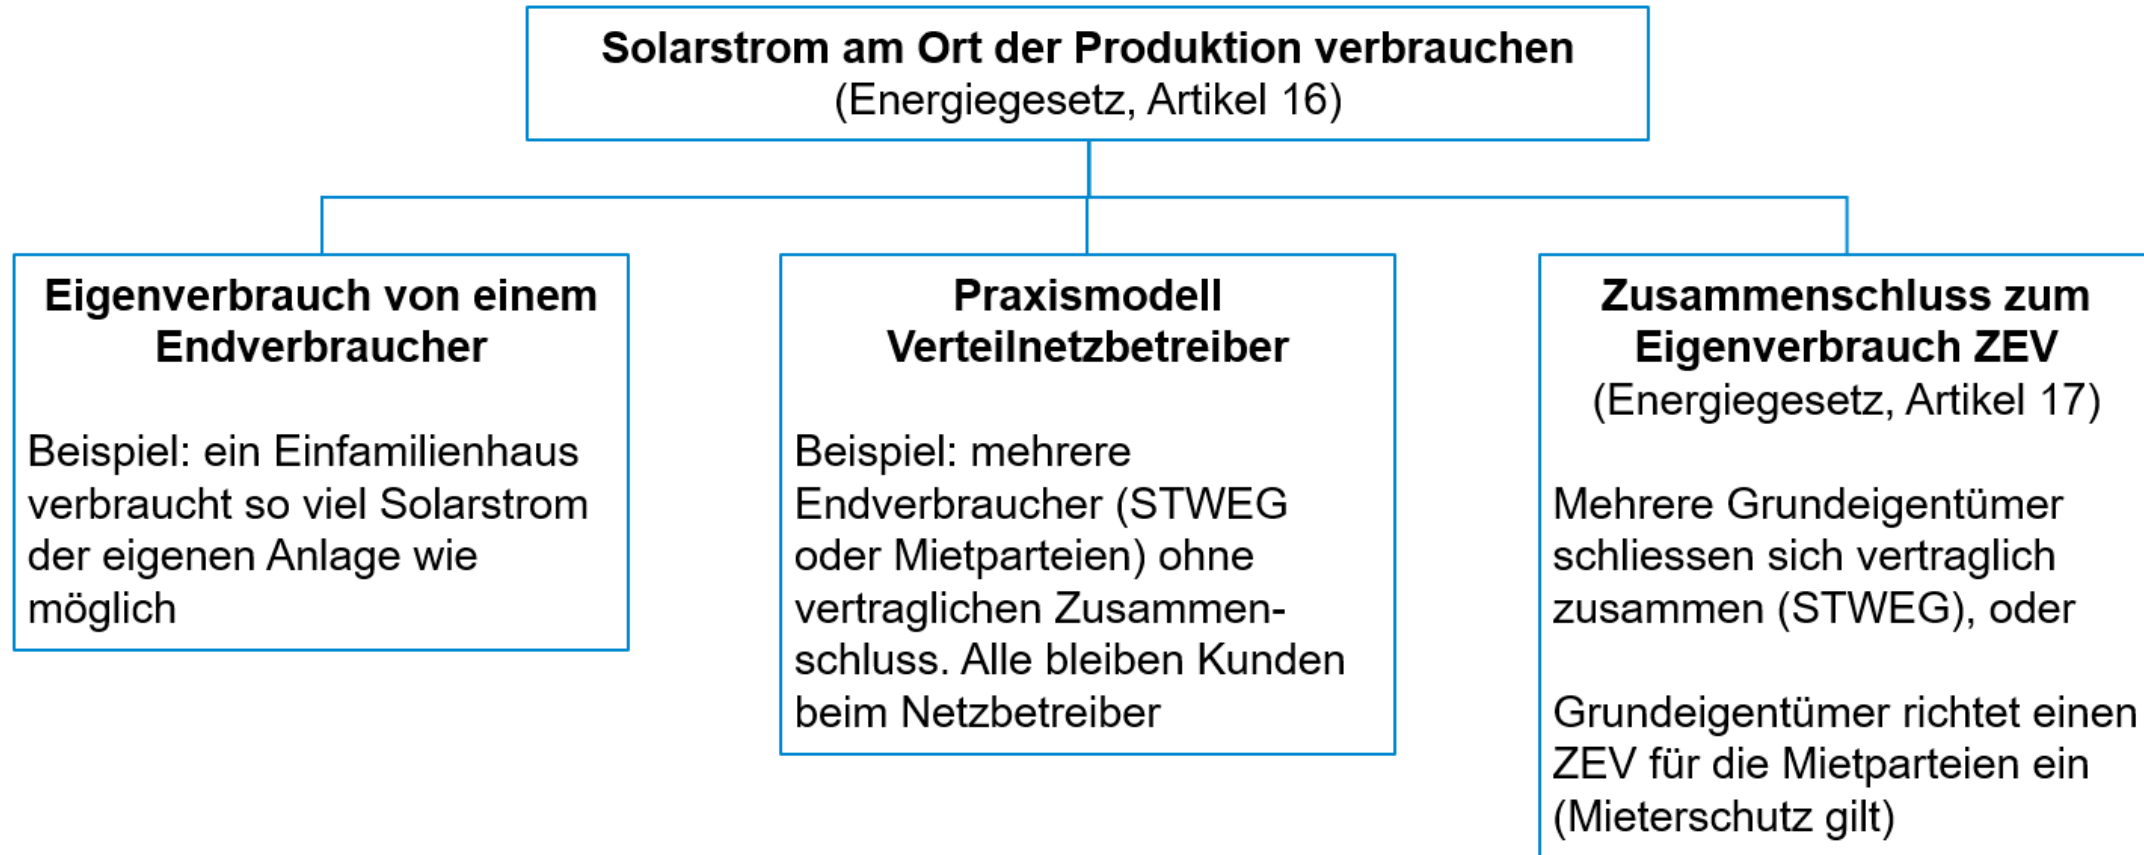 Solarstrom am Ort der Produktion verbrauchen
(Energiegesetz, Artikel 16)
Eigenverbrauch von einem
Endverbraucher
Beispiel: ein Einfamilienhaus
verbraucht so viel Solarstrom
der eigenen Anlage wie
möglich
Praxismodell
Verteilnetzbetreiber
Beispiel: mehrere
Endverbraucher (STWEG
oder Mietparteien) ohne
vertraglichen Zusammen-
schluss. Alle bleiben Kunden
beim Netzbetreiber
Zusammenschluss zum
Eigenverbrauch ZEV
(Energiegesetz, Artikel 17)
Mehrere Grundeigentümer
schliessen sich vertraglich
zusammen (STWEG), oder
Grundeigentümer richtet einen
ZEV für die Mietparteien ein
(Mieterschutz gilt)